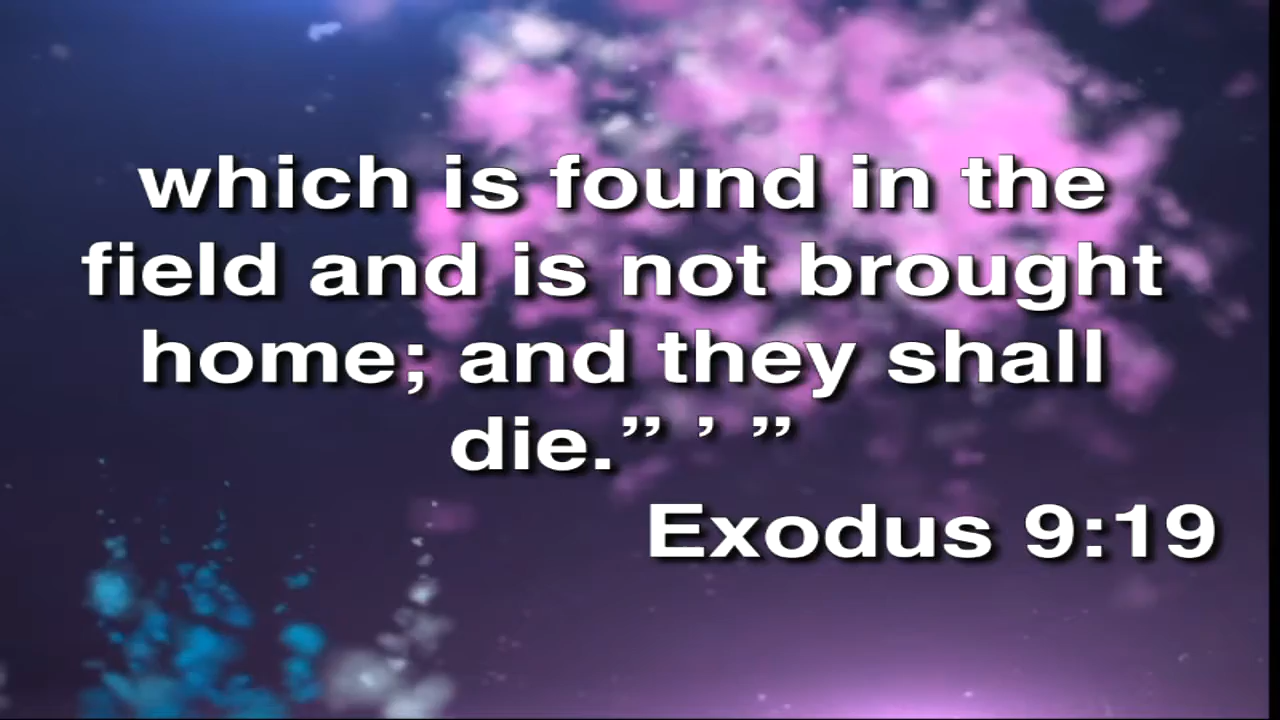 which is found in the
field and is not brought
home; and they shall
die.” ’ ”
Exodus 9:19